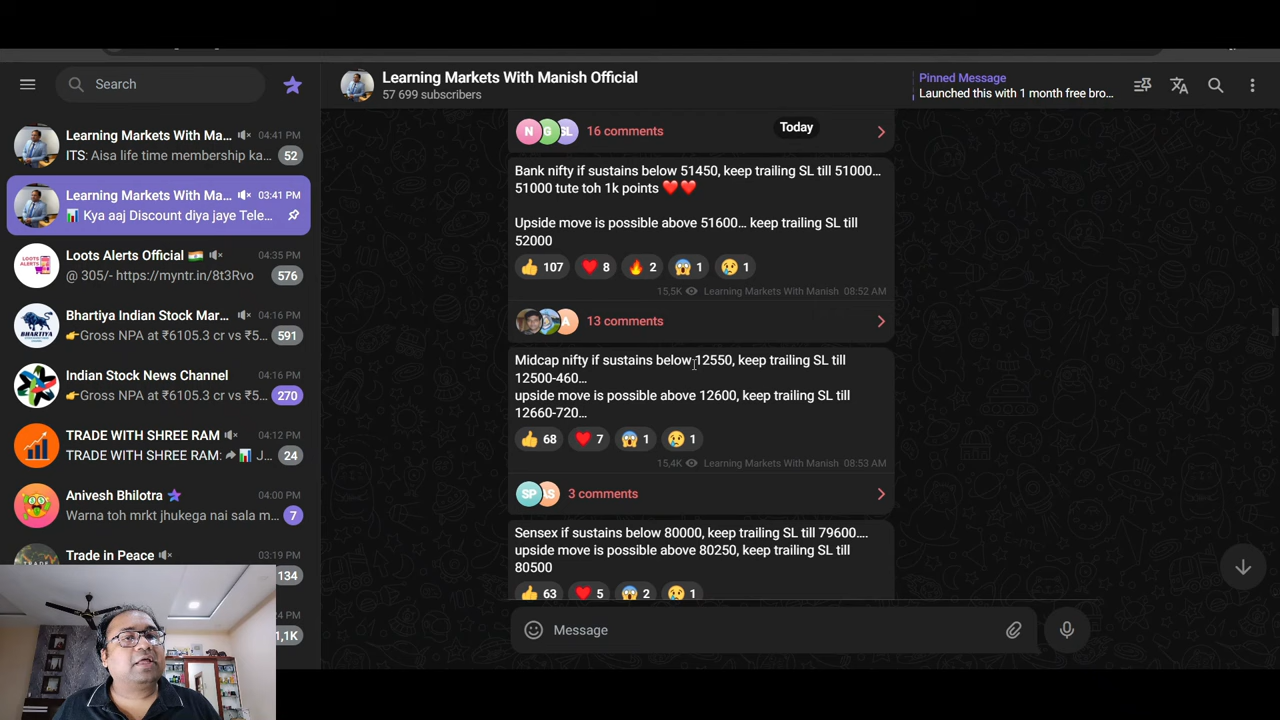 Search
Learning Markets With Ma... 04:41 PM
ITS: Aisa life time membership ka... 52
Learning Markets With Ma... 03:41 PM
📊 Kya aaj Discount diya jaye Tele...
Loots Alerts Official 🇮🇳 04:35 PM
@ 305/- https://myntr.in/8t3Rvo 576
Bhartiya Indian Stock Mar... 04:16 PM
👉Gross NPA at ₹6105.3 cr vs ₹5... 591
Indian Stock News Channel 04:16 PM
👉Gross NPA at ₹6105.3 cr vs ₹5... 270
TRADE WITH SHREE RAM 04:12 PM
TRADE WITH SHREE RAM: 📊 J... 24
Anivesh Bhilotra 04:00 PM
Warna toh mrkt jhukega nai sala m... 7
Trade in Peace 03:19 PM
134
PM
1,1K
Learning Markets With Manish Official
57 699 subscribers
Pinned Message
Launched this with 1 month free bro...
N G SL 16 comments
Today
Bank nifty if sustains below 51450, keep trailing SL till 51000...
51000 tute toh 1k points ❤️❤️
Upside move is possible above 51600... keep trailing SL till
52000
👍 107 ❤️ 8 🔥 2 😱 1 😢 1
15,5K Learning Markets With Manish 08:52 AM
A 13 comments
Midcap nifty if sustains below 12550, keep trailing SL till
12500-460...
upside move is possible above 12600, keep trailing SL till
12660-720...
👍 68 ❤️ 7 😱 1 😢 1
15,4K Learning Markets With Manish 08:53 AM
SP AS 3 comments
Sensex if sustains below 80000, keep trailing SL till 79600....
upside move is possible above 80250, keep trailing SL till
80500
👍 63 ❤️ 5 😱 2 😢 1
Message